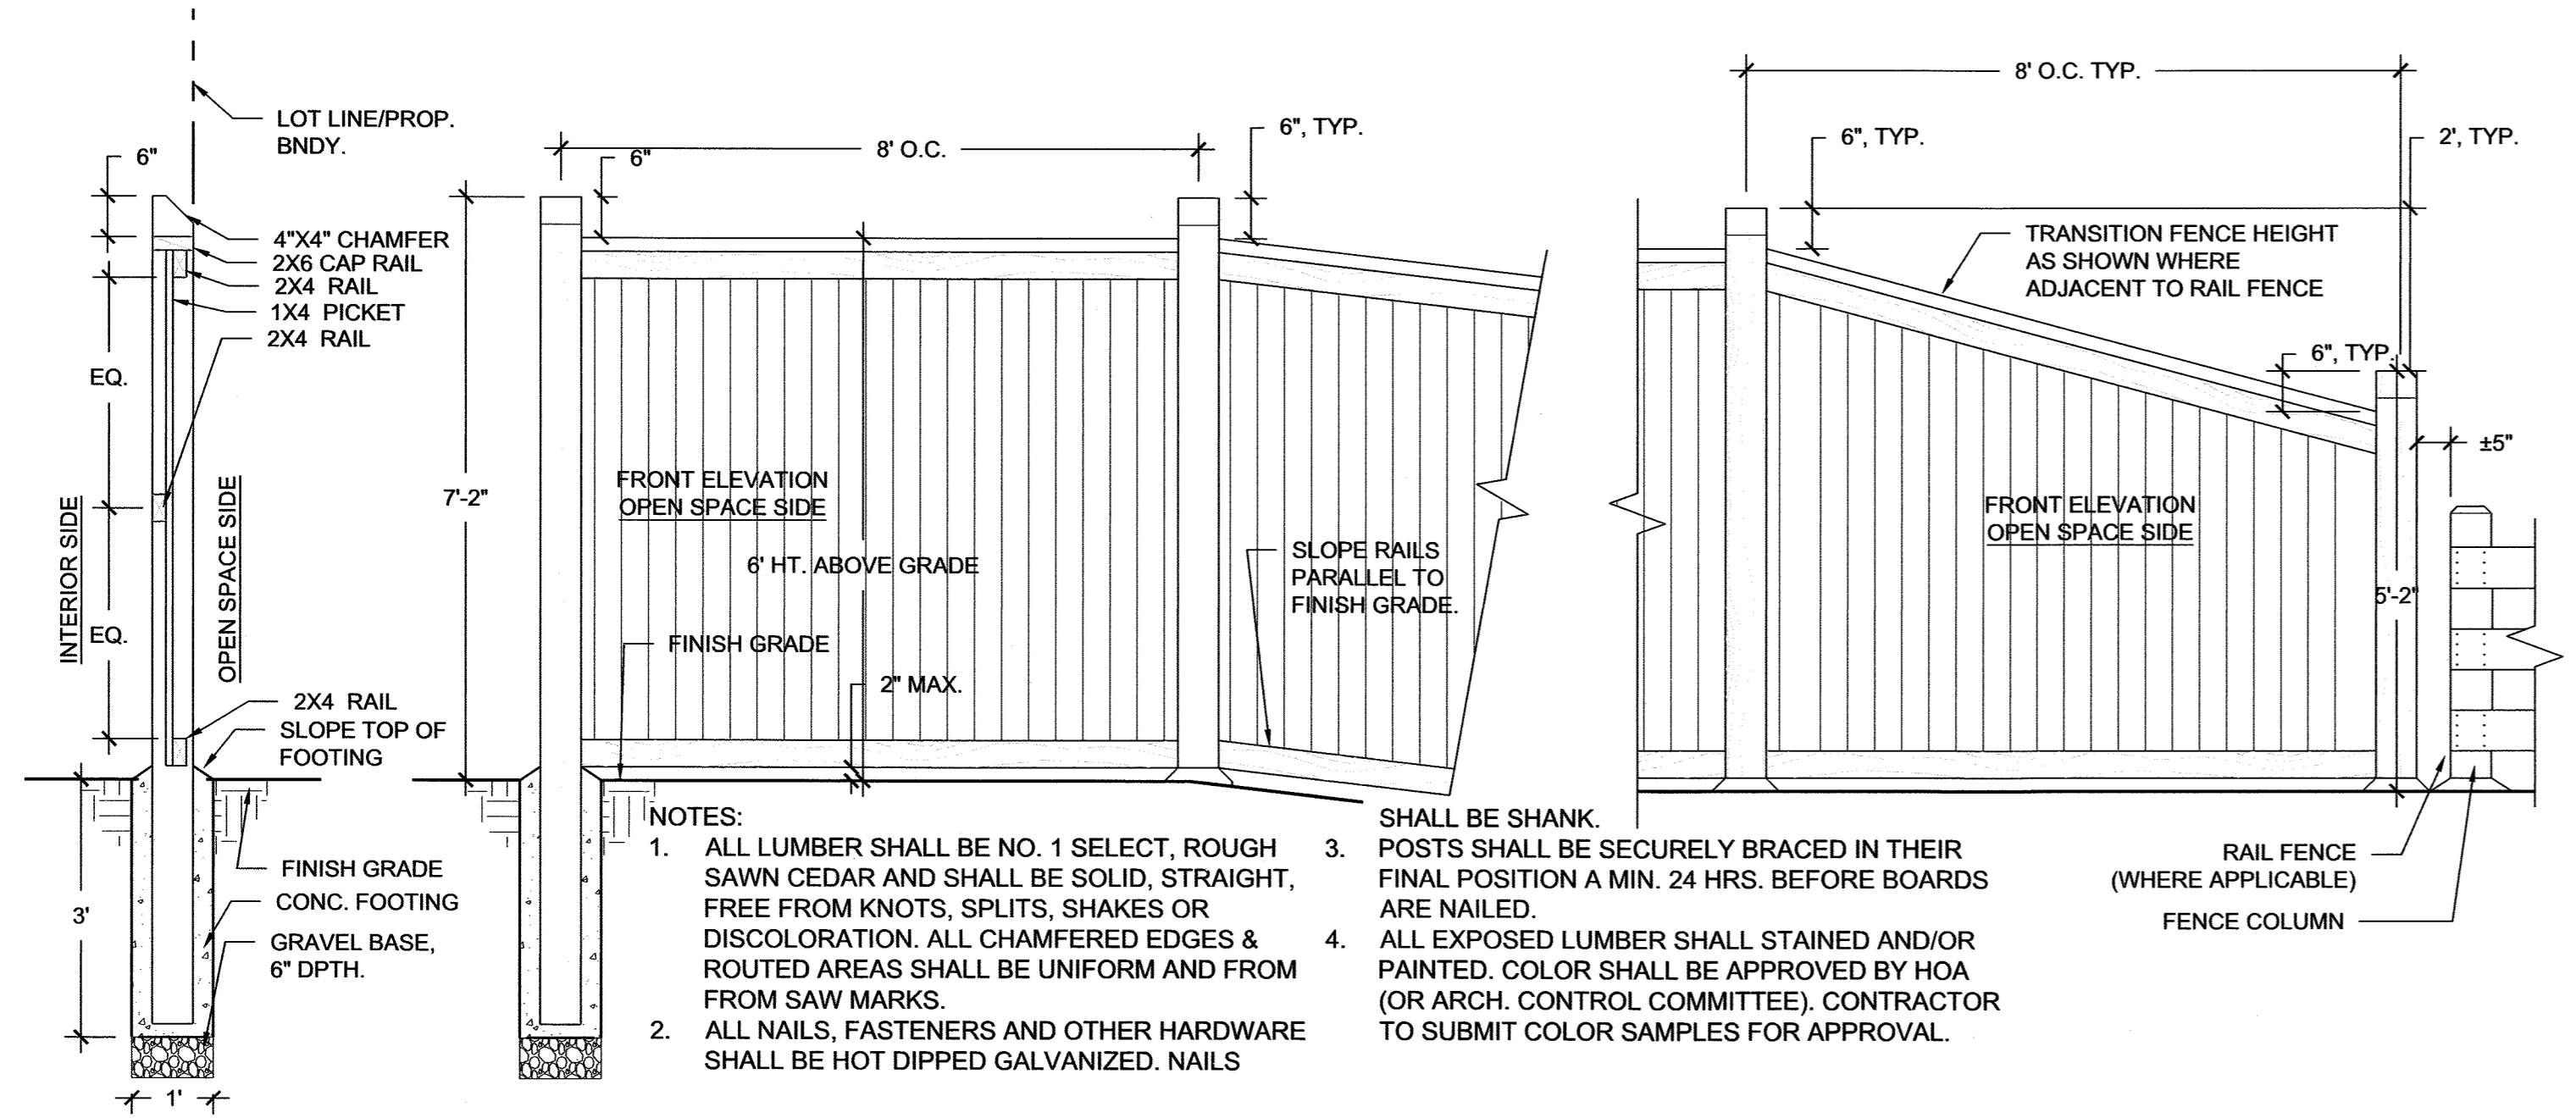 LOT LINE/PROP.
BNDY.
6"
4"X4" CHAMFER
2X6 CAP RAIL
2X4 RAIL
1X4 PICKET
2X4 RAIL
EQ.
INTERIOR SIDE
OPEN SPACE SIDE
EQ.
2X4 RAIL
SLOPE TOP OF
FOOTING
FINISH GRADE
CONC. FOOTING
GRAVEL BASE,
6" DPTH.
3'
1'
8' O.C.
6"
6", TYP.
7'-2"
FRONT ELEVATION
OPEN SPACE SIDE
6' HT. ABOVE GRADE
FINISH GRADE
2" MAX.
SLOPE RAILS
PARALLEL TO
FINISH GRADE.
8' O.C. TYP.
6", TYP.
2', TYP.
TRANSITION FENCE HEIGHT
AS SHOWN WHERE
ADJACENT TO RAIL FENCE
6", TYP.
±5"
FRONT ELEVATION
OPEN SPACE SIDE
5'-2"
RAIL FENCE
(WHERE APPLICABLE)
FENCE COLUMN
NOTES:
1. ALL LUMBER SHALL BE NO. 1 SELECT, ROUGH
SAWN CEDAR AND SHALL BE SOLID, STRAIGHT,
FREE FROM KNOTS, SPLITS, SHAKES OR
DISCOLORATION. ALL CHAMFERED EDGES &
ROUTED AREAS SHALL BE UNIFORM AND FROM
FROM SAW MARKS.
2. ALL NAILS, FASTENERS AND OTHER HARDWARE
SHALL BE HOT DIPPED GALVANIZED. NAILS
SHALL BE SHANK.
3. POSTS SHALL BE SECURELY BRACED IN THEIR
FINAL POSITION A MIN. 24 HRS. BEFORE BOARDS
ARE NAILED.
4. ALL EXPOSED LUMBER SHALL STAINED AND/OR
PAINTED. COLOR SHALL BE APPROVED BY HOA
(OR ARCH. CONTROL COMMITTEE). CONTRACTOR
TO SUBMIT COLOR SAMPLES FOR APPROVAL.